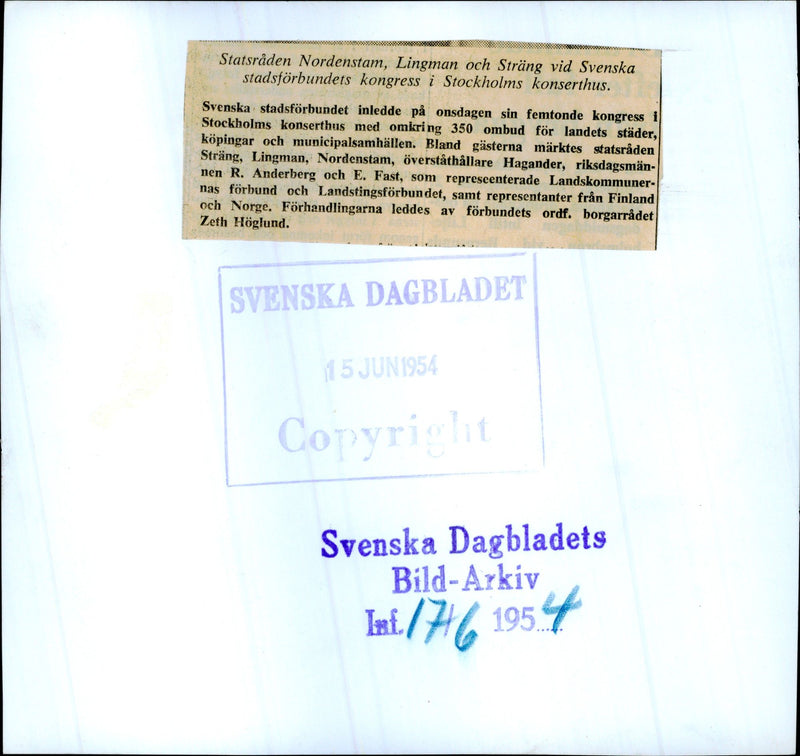 Statsråden Nordenstam, Lingman och Sträng vid Svenska
stadsförbundets kongress i Stockholms konserthus.
Svenska stadsförbundet inledde på onsdagen sin femtonde kongress i
Stockholms konserthus med omkring 350 ombud för landets städer,
köpingar och municipalsamhällen. Bland gästerna märktes statsråden
Sträng, Lingman, Nordenstam, överståthållare Hagander, riksdagsmän-
nen R. Anderberg och E. Fast, som represeenterade Landskommuner-
nas förbund och Landstingsförbundet, samt representanter från Finland
och Norge. Förhandlingarna leddes av förbundets ordf. borgarrådet
Zeth Höglund.
SVENSKA DAGBLADET
15 JUN 1954
Copyright
Svenska Dagbladets
Bild-Arkiv
Inf. 17/6 1954